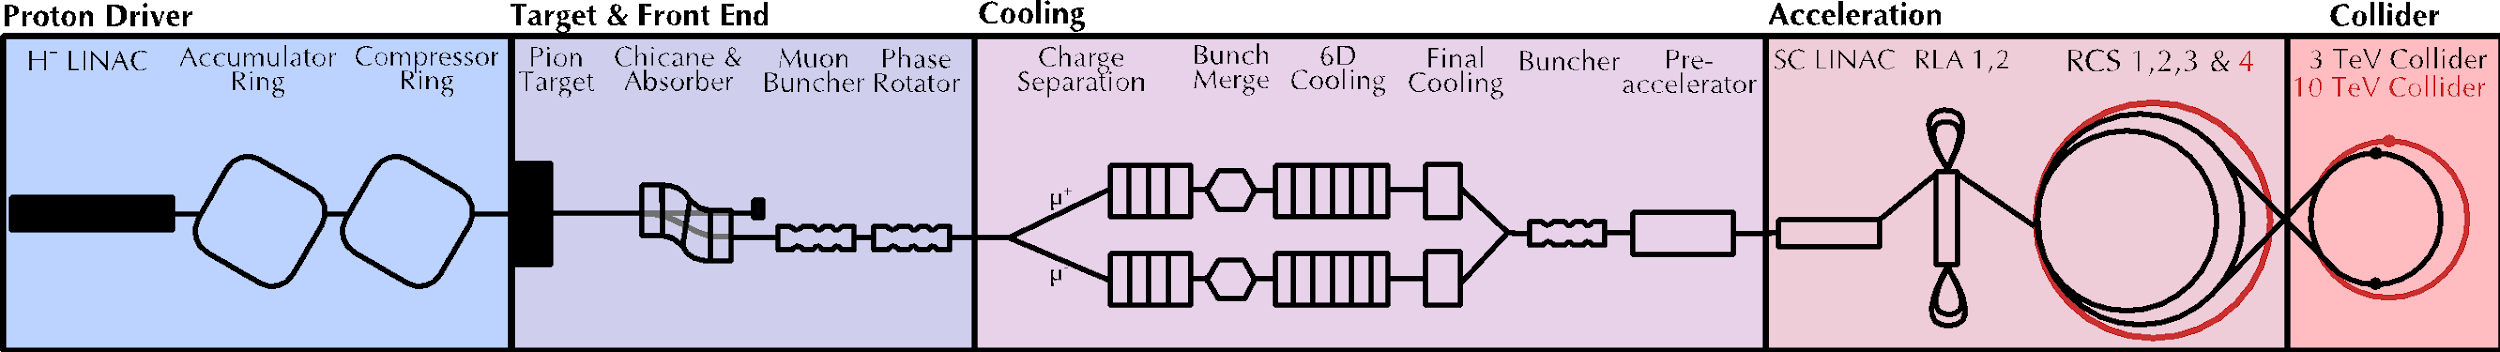 Proton Driver
H⁻ LINAC
Accumulator
Ring
Compressor
Ring
Target & Front End
Pion
Target
Chicane &
Absorber
Muon
Buncher
Phase
Rotator
Cooling
Charge
Separation
Bunch
Merge
6D
Cooling
Final
Cooling
Buncher
Pre-
accelerator
μ⁺
μ⁻
Acceleration
SC LINAC
RLA 1,2
RCS 1,2,3 & 4
Collider
3 TeV Collider
10 TeV Collider